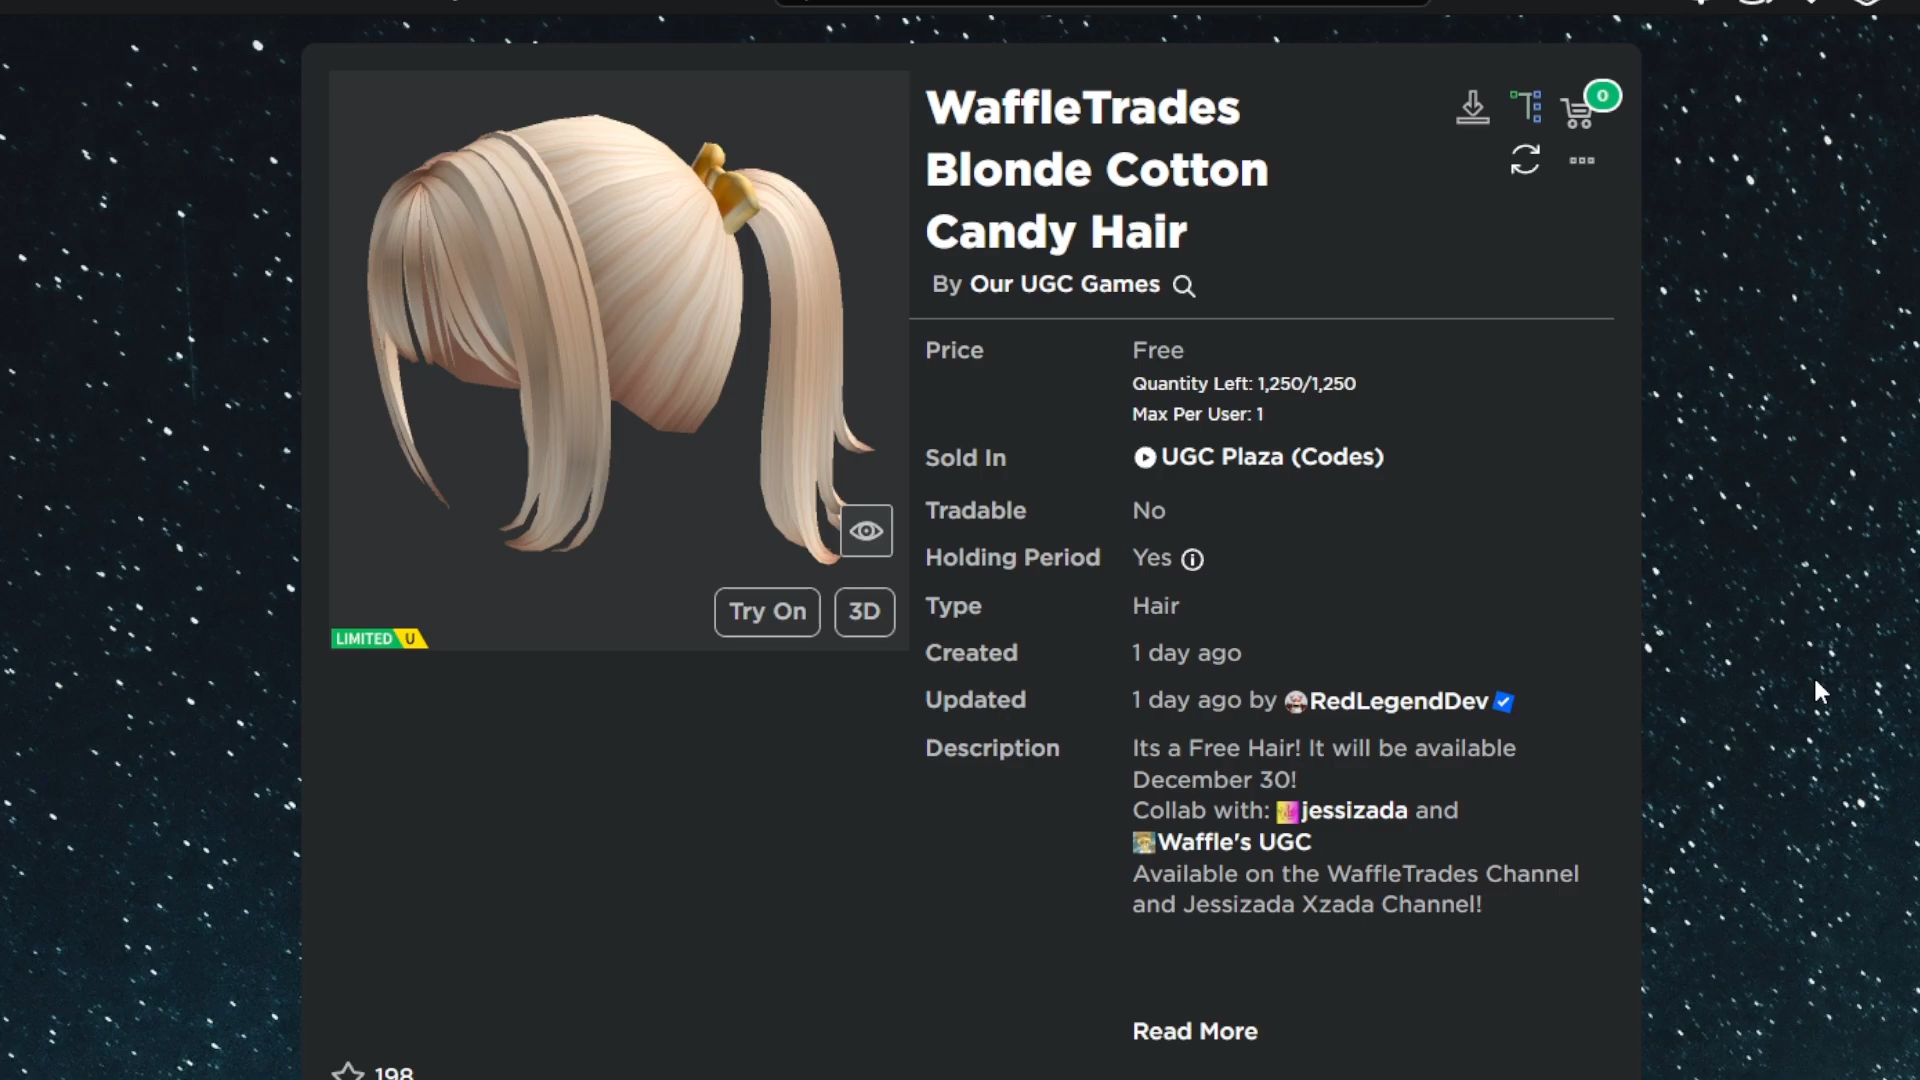 WaffleTrades
Blonde Cotton
Candy Hair
0
By Our UGC Games
Price Free
Quantity Left: 1,250/1,250
Max Per User: 1
Sold In UGC Plaza (Codes)
Tradable No
Holding Period Yes
Type Hair
Created 1 day ago
Updated 1 day ago by RedLegendDev
Description Its a Free Hair! It will be available
December 30!
Collab with: jessizada and
Waffle's UGC
Available on the WaffleTrades Channel
and Jessizada Xzada Channel!
Read More
Try On 3D
LIMITED U
198